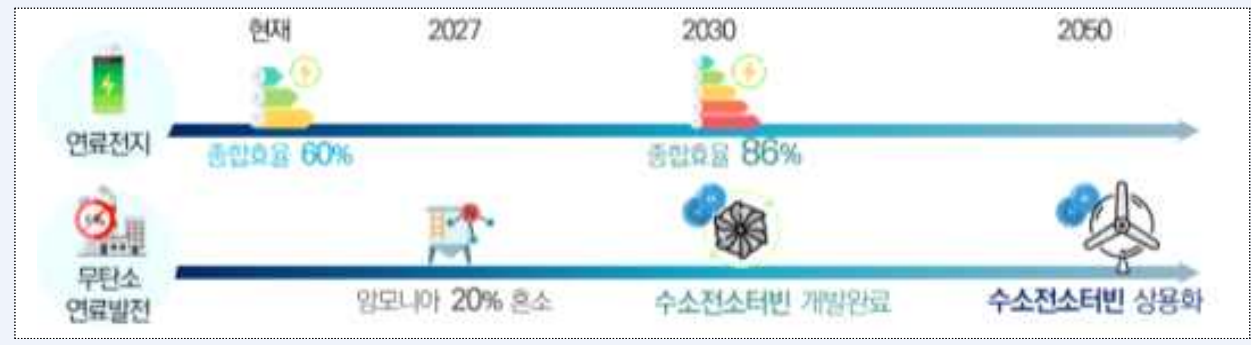 현재 2027 2030 2050
연료전지
종합효율 60% 종합효율 86%
무탄소
연료발전
암모니아 20% 혼소 수소전소터빈 개발완료 수소전소터빈 상용화